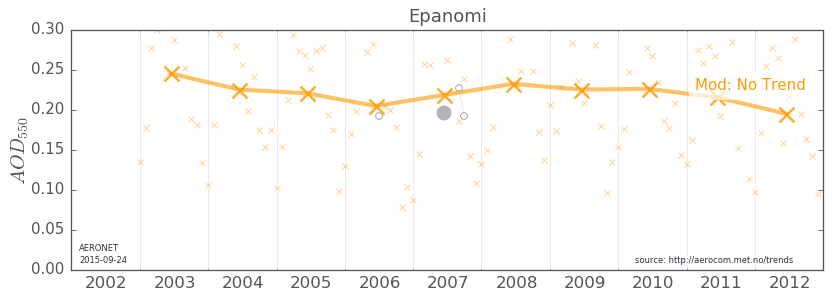 Epanomi
0.30
0.25
0.20
0.15
0.10
0.05
0.00
AOD550
Mod: No Trend
AERONET
2015-09-24
source: http://aerocom.met.no/trends
2002 2003 2004 2005 2006 2007 2008 2009 2010 2011 2012